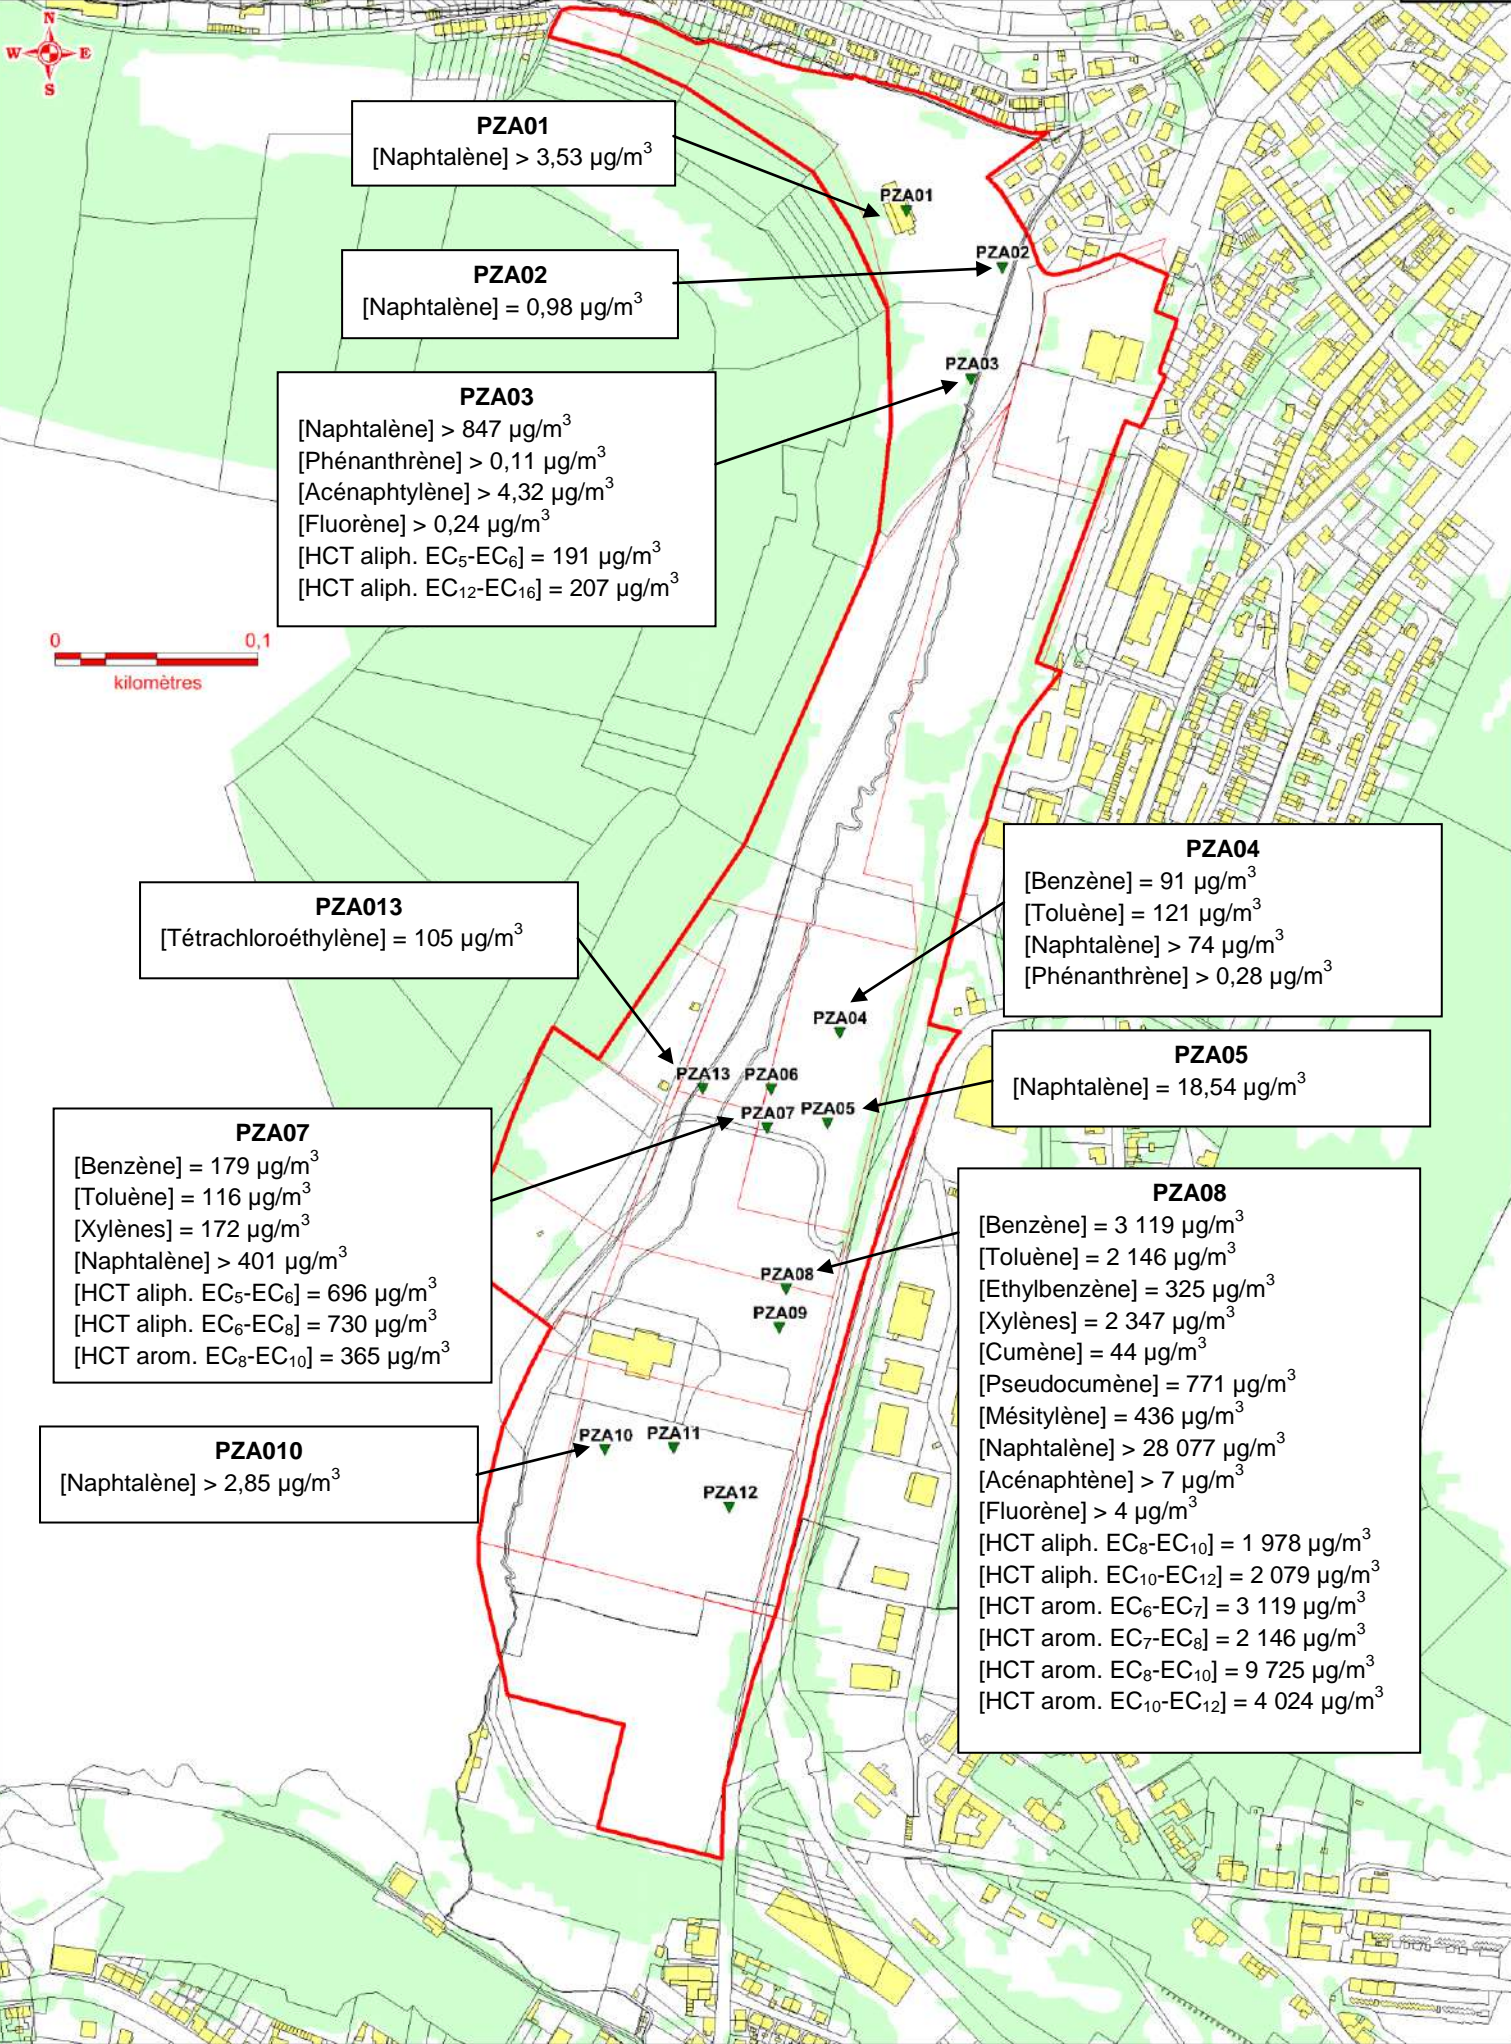 N
W E
S
PZA01
[Naphtalène] > 3,53 µg/m³
PZA01
PZA02
[Naphtalène] = 0,98 µg/m³
PZA02
PZA03
[Naphtalène] > 847 µg/m³
[Phénanthrène] > 0,11 µg/m³
[Acénaphtylène] > 4,32 µg/m³
[Fluorène] > 0,24 µg/m³
[HCT aliph. EC₅-EC₆] = 191 µg/m³
[HCT aliph. EC₁₂-EC₁₆] = 207 µg/m³
PZA03
0 0,1
kilomètres
PZA04
[Benzène] = 91 µg/m³
[Toluène] = 121 µg/m³
[Naphtalène] > 74 µg/m³
[Phénanthrène] > 0,28 µg/m³
PZA013
[Tétrachloroéthylène] = 105 µg/m³
PZA04
PZA05
[Naphtalène] = 18,54 µg/m³
PZA13 PZA06
PZA07 PZA05
PZA07
[Benzène] = 179 µg/m³
[Toluène] = 116 µg/m³
[Xylènes] = 172 µg/m³
[Naphtalène] > 401 µg/m³
[HCT aliph. EC₅-EC₆] = 696 µg/m³
[HCT aliph. EC₆-EC₈] = 730 µg/m³
[HCT arom. EC₈-EC₁₀] = 365 µg/m³
PZA08
[Benzène] = 3 119 µg/m³
[Toluène] = 2 146 µg/m³
[Ethylbenzène] = 325 µg/m³
[Xylènes] = 2 347 µg/m³
[Cumène] = 44 µg/m³
[Pseudocumène] = 771 µg/m³
[Mésitylène] = 436 µg/m³
[Naphtalène] > 28 077 µg/m³
[Acénaphtène] > 7 µg/m³
[Fluorène] > 4 µg/m³
[HCT aliph. EC₈-EC₁₀] = 1 978 µg/m³
[HCT aliph. EC₁₀-EC₁₂] = 2 079 µg/m³
[HCT arom. EC₆-EC₇] = 3 119 µg/m³
[HCT arom. EC₇-EC₈] = 2 146 µg/m³
[HCT arom. EC₈-EC₁₀] = 9 725 µg/m³
[HCT arom. EC₁₀-EC₁₂] = 4 024 µg/m³
PZA08
PZA09
PZA010
[Naphtalène] > 2,85 µg/m³
PZA10 PZA11
PZA12